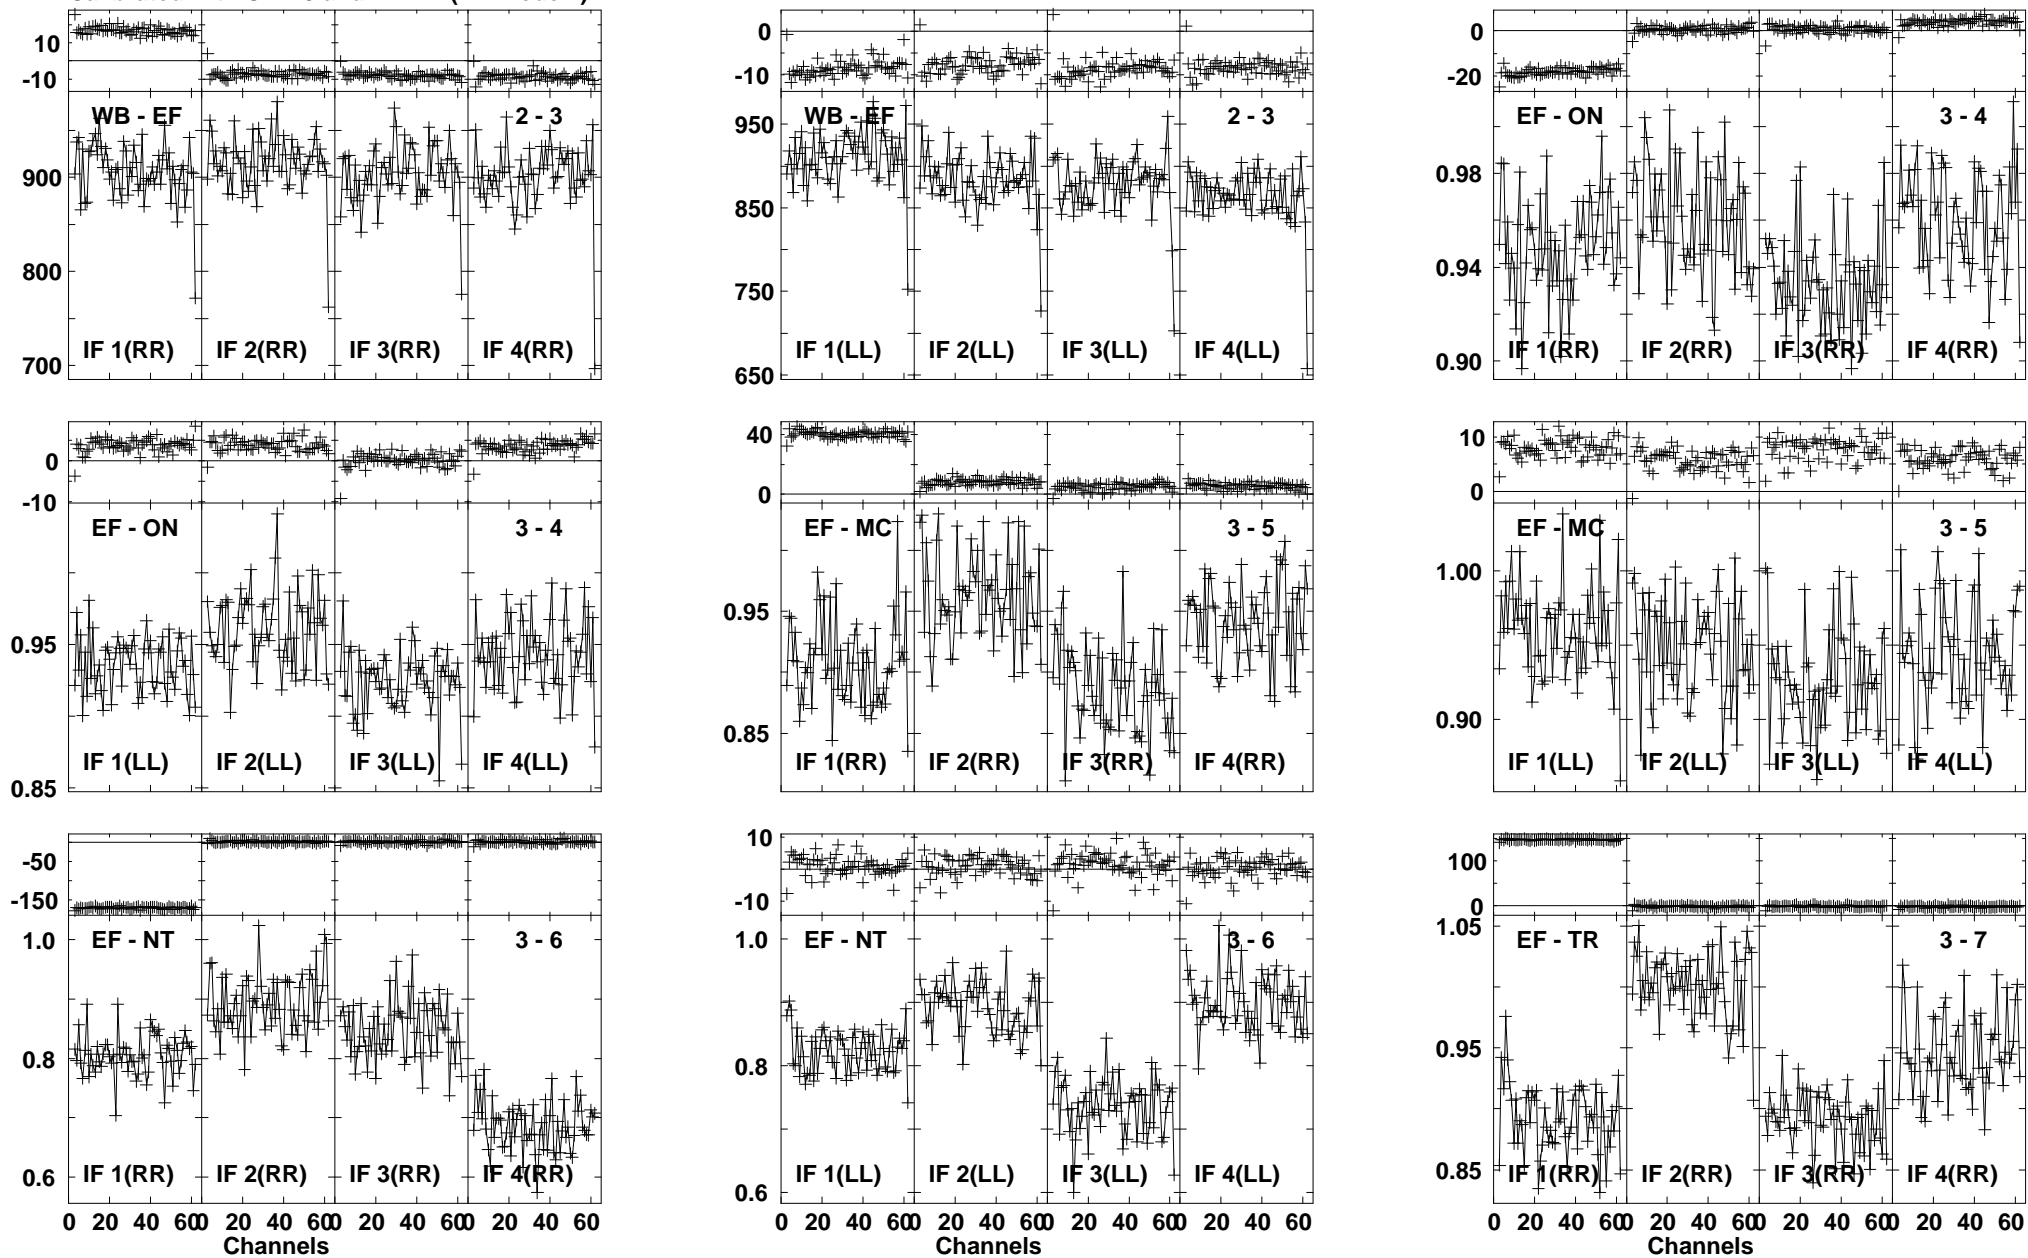 10
-10
WB - EF
2 - 3
900
800
700
IF 1(RR)
IF 2(RR)
IF 3(RR)
IF 4(RR)
0
-10
WB - EF
2 - 3
950
850
750
650
IF 1(LL)
IF 2(LL)
IF 3(LL)
IF 4(LL)
0
-20
EF - ON
3 - 4
0.98
0.94
0.90
IF 1(RR)
IF 2(RR)
IF 3(RR)
IF 4(RR)
0
-10
EF - ON
3 - 4
0.95
0.85
IF 1(LL)
IF 2(LL)
IF 3(LL)
IF 4(LL)
40
0
EF - MC
3 - 5
0.95
0.85
IF 1(RR)
IF 2(RR)
IF 3(RR)
IF 4(RR)
10
0
EF - MC
3 - 5
1.00
0.90
IF 1(LL)
IF 2(LL)
IF 3(LL)
IF 4(LL)
-50
-150
EF - NT
3 - 6
1.0
0.8
0.6
IF 1(RR)
IF 2(RR)
IF 3(RR)
IF 4(RR)
0 20 40 60 0 20 40 60 0 20 40 60 0 20 40 60
Channels
10
-10
EF - NT
3 - 6
1.0
0.8
0.6
IF 1(LL)
IF 2(LL)
IF 3(LL)
IF 4(LL)
0 20 40 60 0 20 40 60 0 20 40 60 0 20 40 60
Channels
100
0
EF - TR
3 - 7
1.05
0.95
0.85
IF 1(RR)
IF 2(RR)
IF 3(RR)
IF 4(RR)
0 20 40 60 0 20 40 60 0 20 40 60 0 20 40 60
Channels